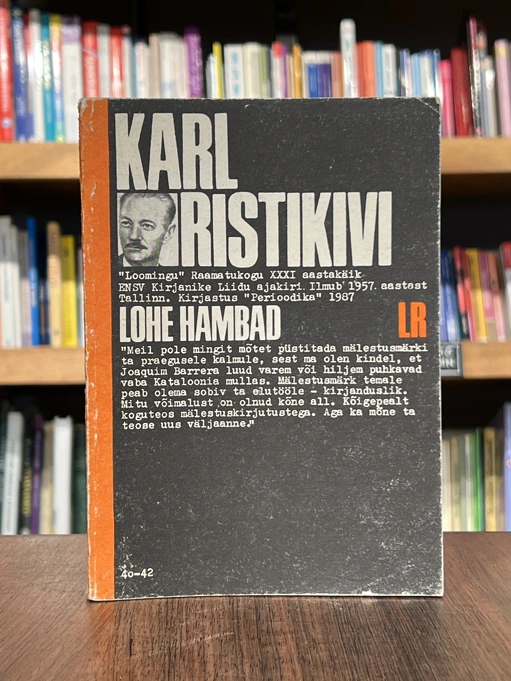 KARL
RISTIKIVI
"Loomingu" Raamatukogu XXXI aastakäik
ENSV Kirjanike Liidu ajakiri. Ilmub 1957. aastast
Tallinn. Kirjastus "Perioodika" 1987
LOHE HAMBAD
LR
"Meil pole mingit mõtet püstitada mälestusmärki
ta praegusele kalmule, sest ma olen kindel, et
Joaquim Barrera luud varem või hiljem puhkavad
vaba Kataloonia mullas. Mälestusmärk temale
peab olema sobiv ta elutööle - kirjanduslik.
Mitu võimalust on olnud kõne all. Kõigepealt
koguteos mälestuskirjutustega. Aga ka mõne ta
teose uus väljaanne."
40-42